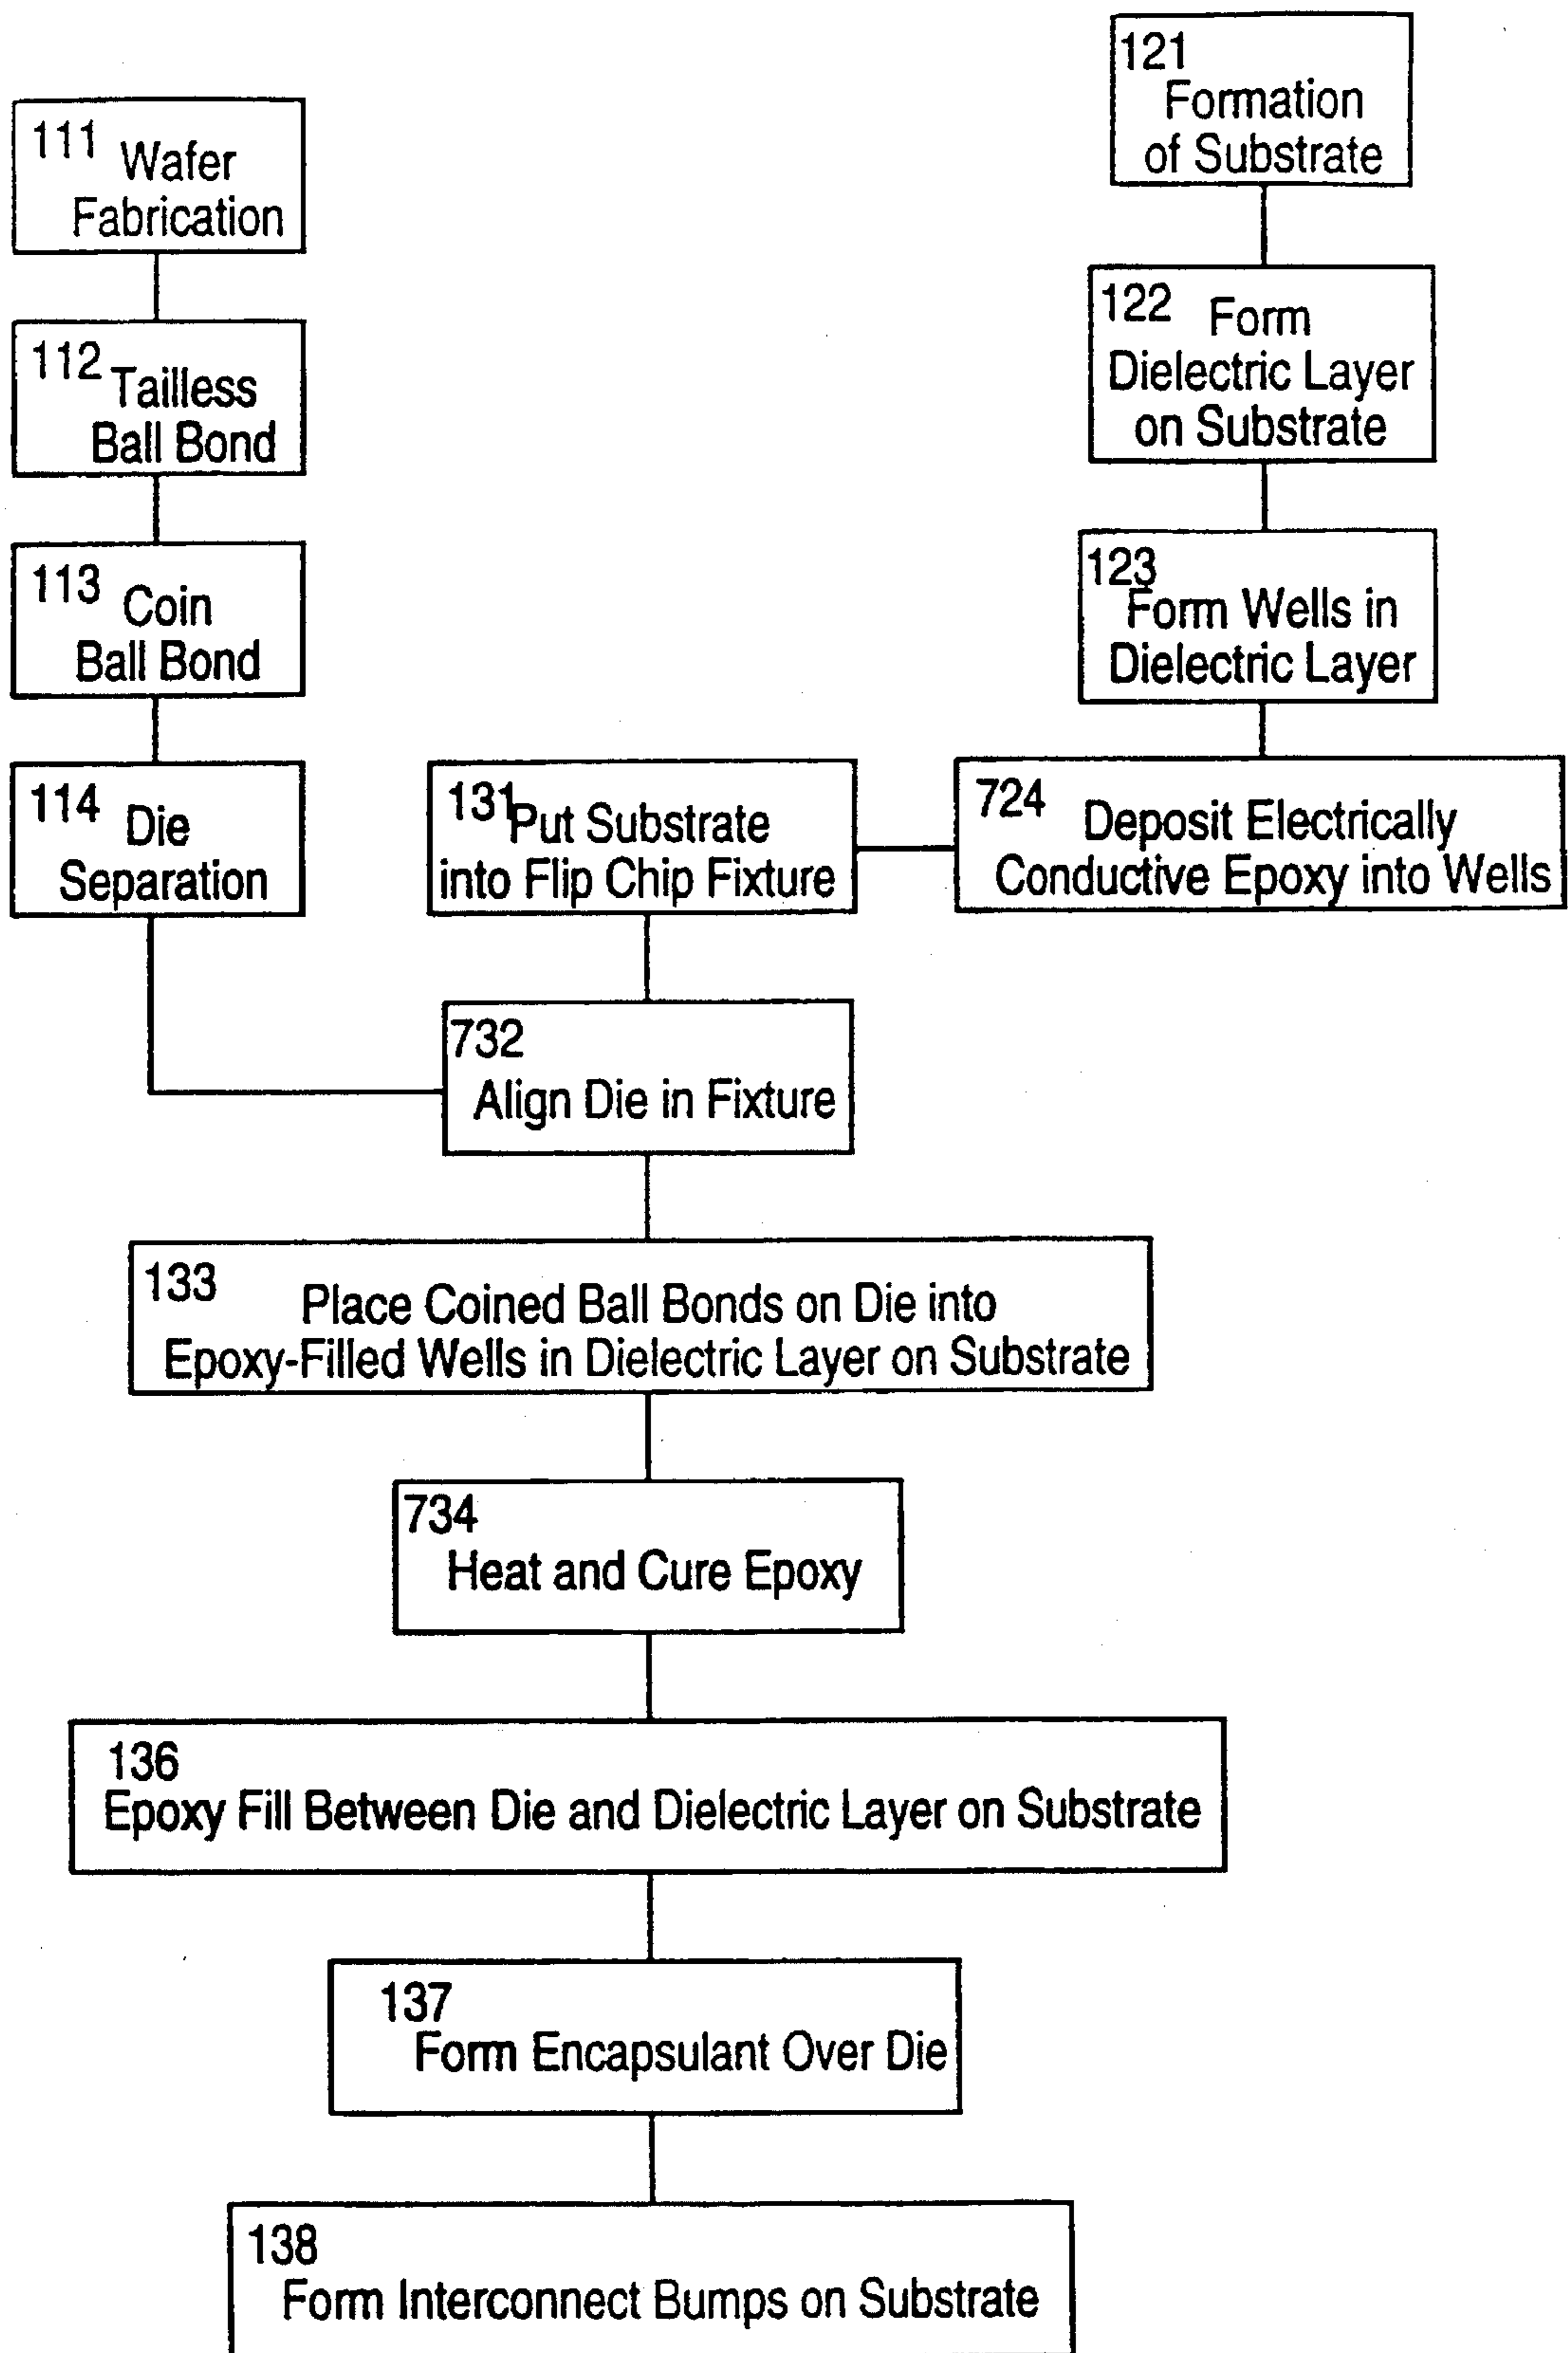 111 Wafer
Fabrication
112 Tailless
Ball Bond
113 Coin
Ball Bond
114 Die
Separation
121
Formation
of Substrate
122 Form
Dielectric Layer
on Substrate
123
Form Wells in
Dielectric Layer
724 Deposit Electrically
Conductive Epoxy into Wells
131 Put Substrate
into Flip Chip Fixture
732
Align Die in Fixture
133 Place Coined Ball Bonds on Die into
Epoxy-Filled Wells in Dielectric Layer on Substrate
734
Heat and Cure Epoxy
136
Epoxy Fill Between Die and Dielectric Layer on Substrate
137
Form Encapsulant Over Die
138
Form Interconnect Bumps on Substrate